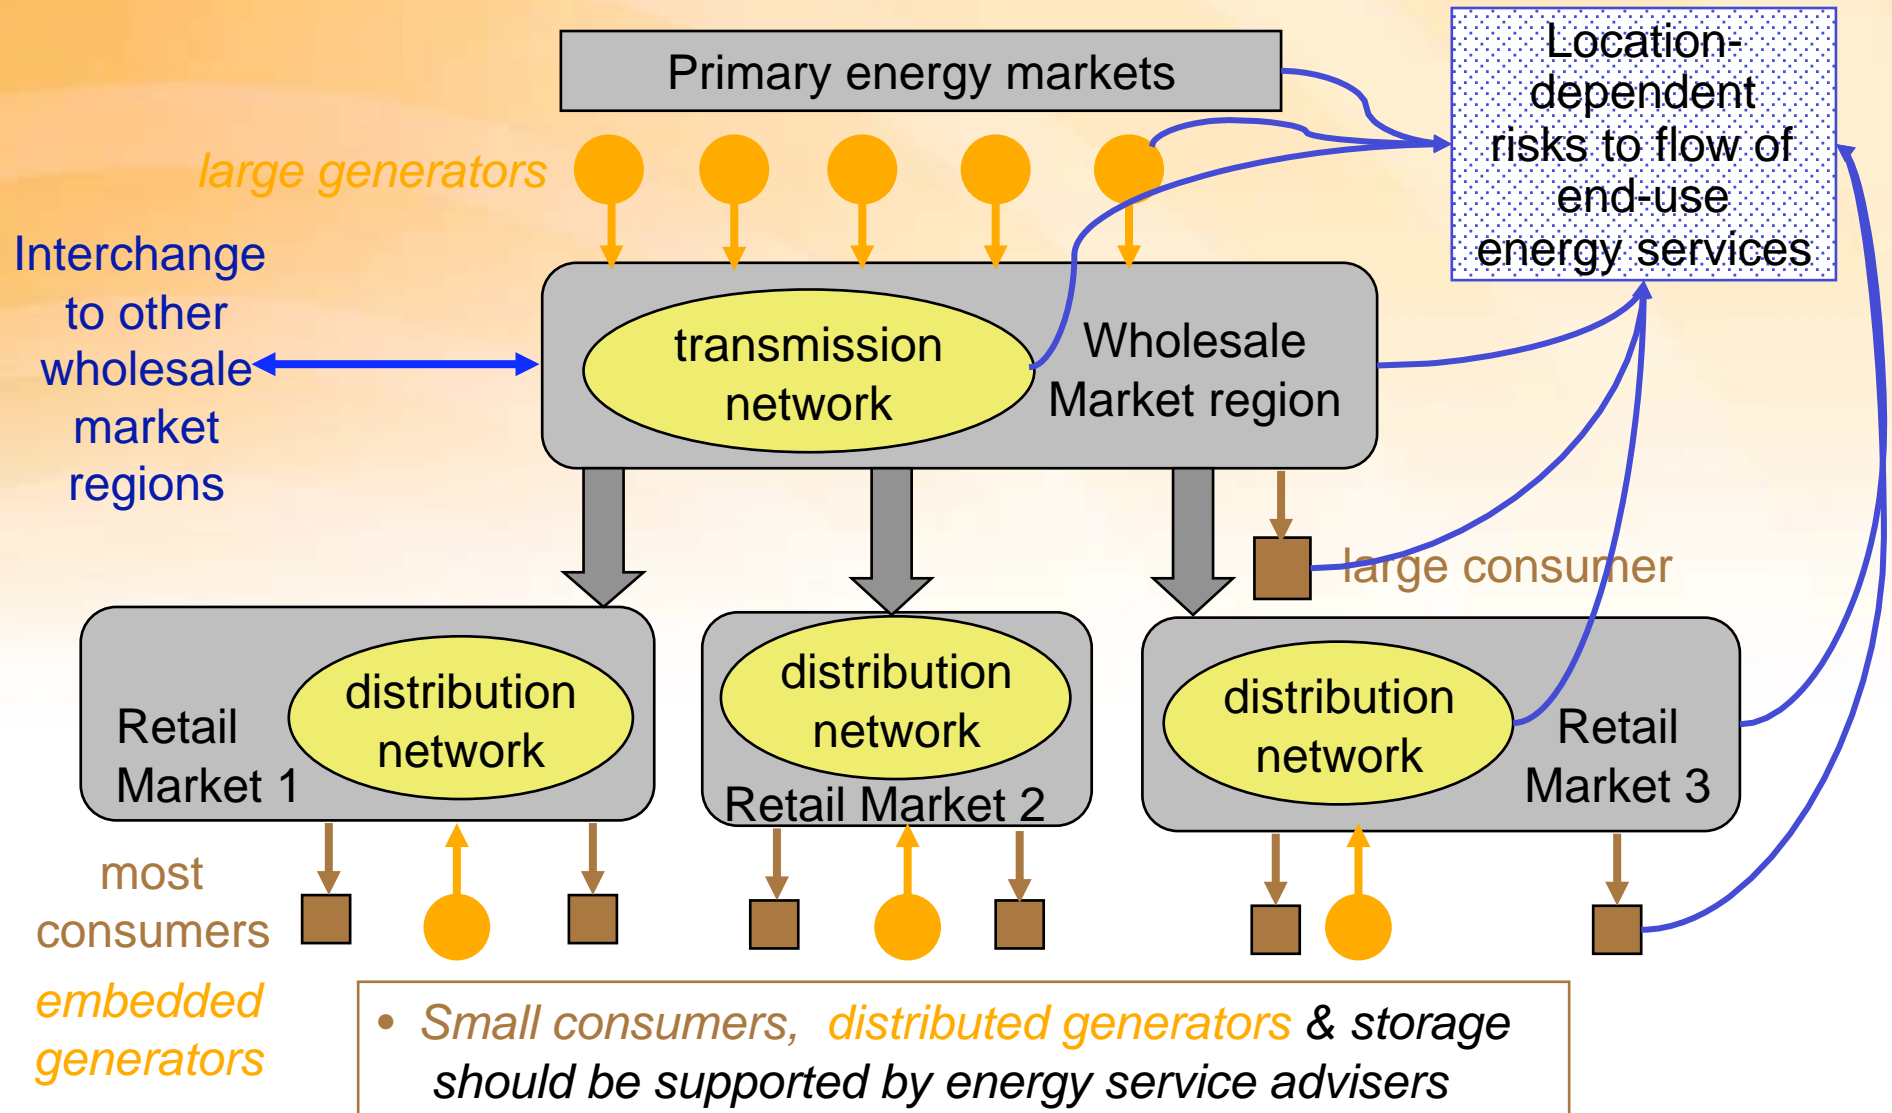 Primary energy markets
Location-
dependent
risks to flow of
end-use
energy services
large generators
Interchange
to other
wholesale
market
regions
transmission
network
Wholesale
Market region
large consumer
Retail
Market 1
distribution
network
distribution
network
Retail Market 2
distribution
network
Retail
Market 3
most
consumers
embedded
generators
• Small consumers, distributed generators & storage
should be supported by energy service advisers